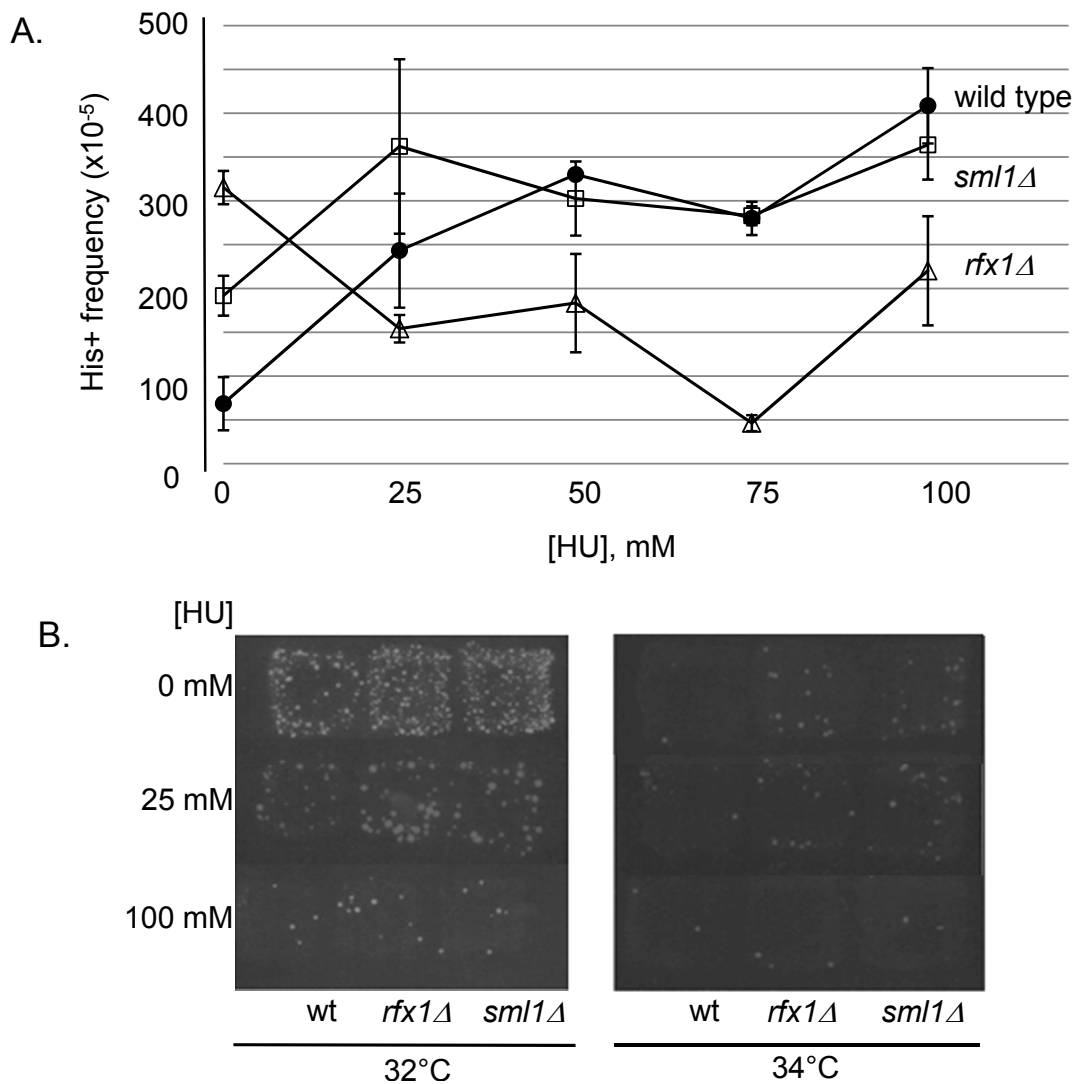 A.
500
400
300
200
100
0
His+ frequency (x10⁻⁵)
wild type
sml1Δ
rfx1Δ
0 25 50 75 100
[HU], mM
B.
[HU]
0 mM
25 mM
100 mM
wt rfx1Δ sml1Δ wt rfx1Δ sml1Δ
32°C 34°C